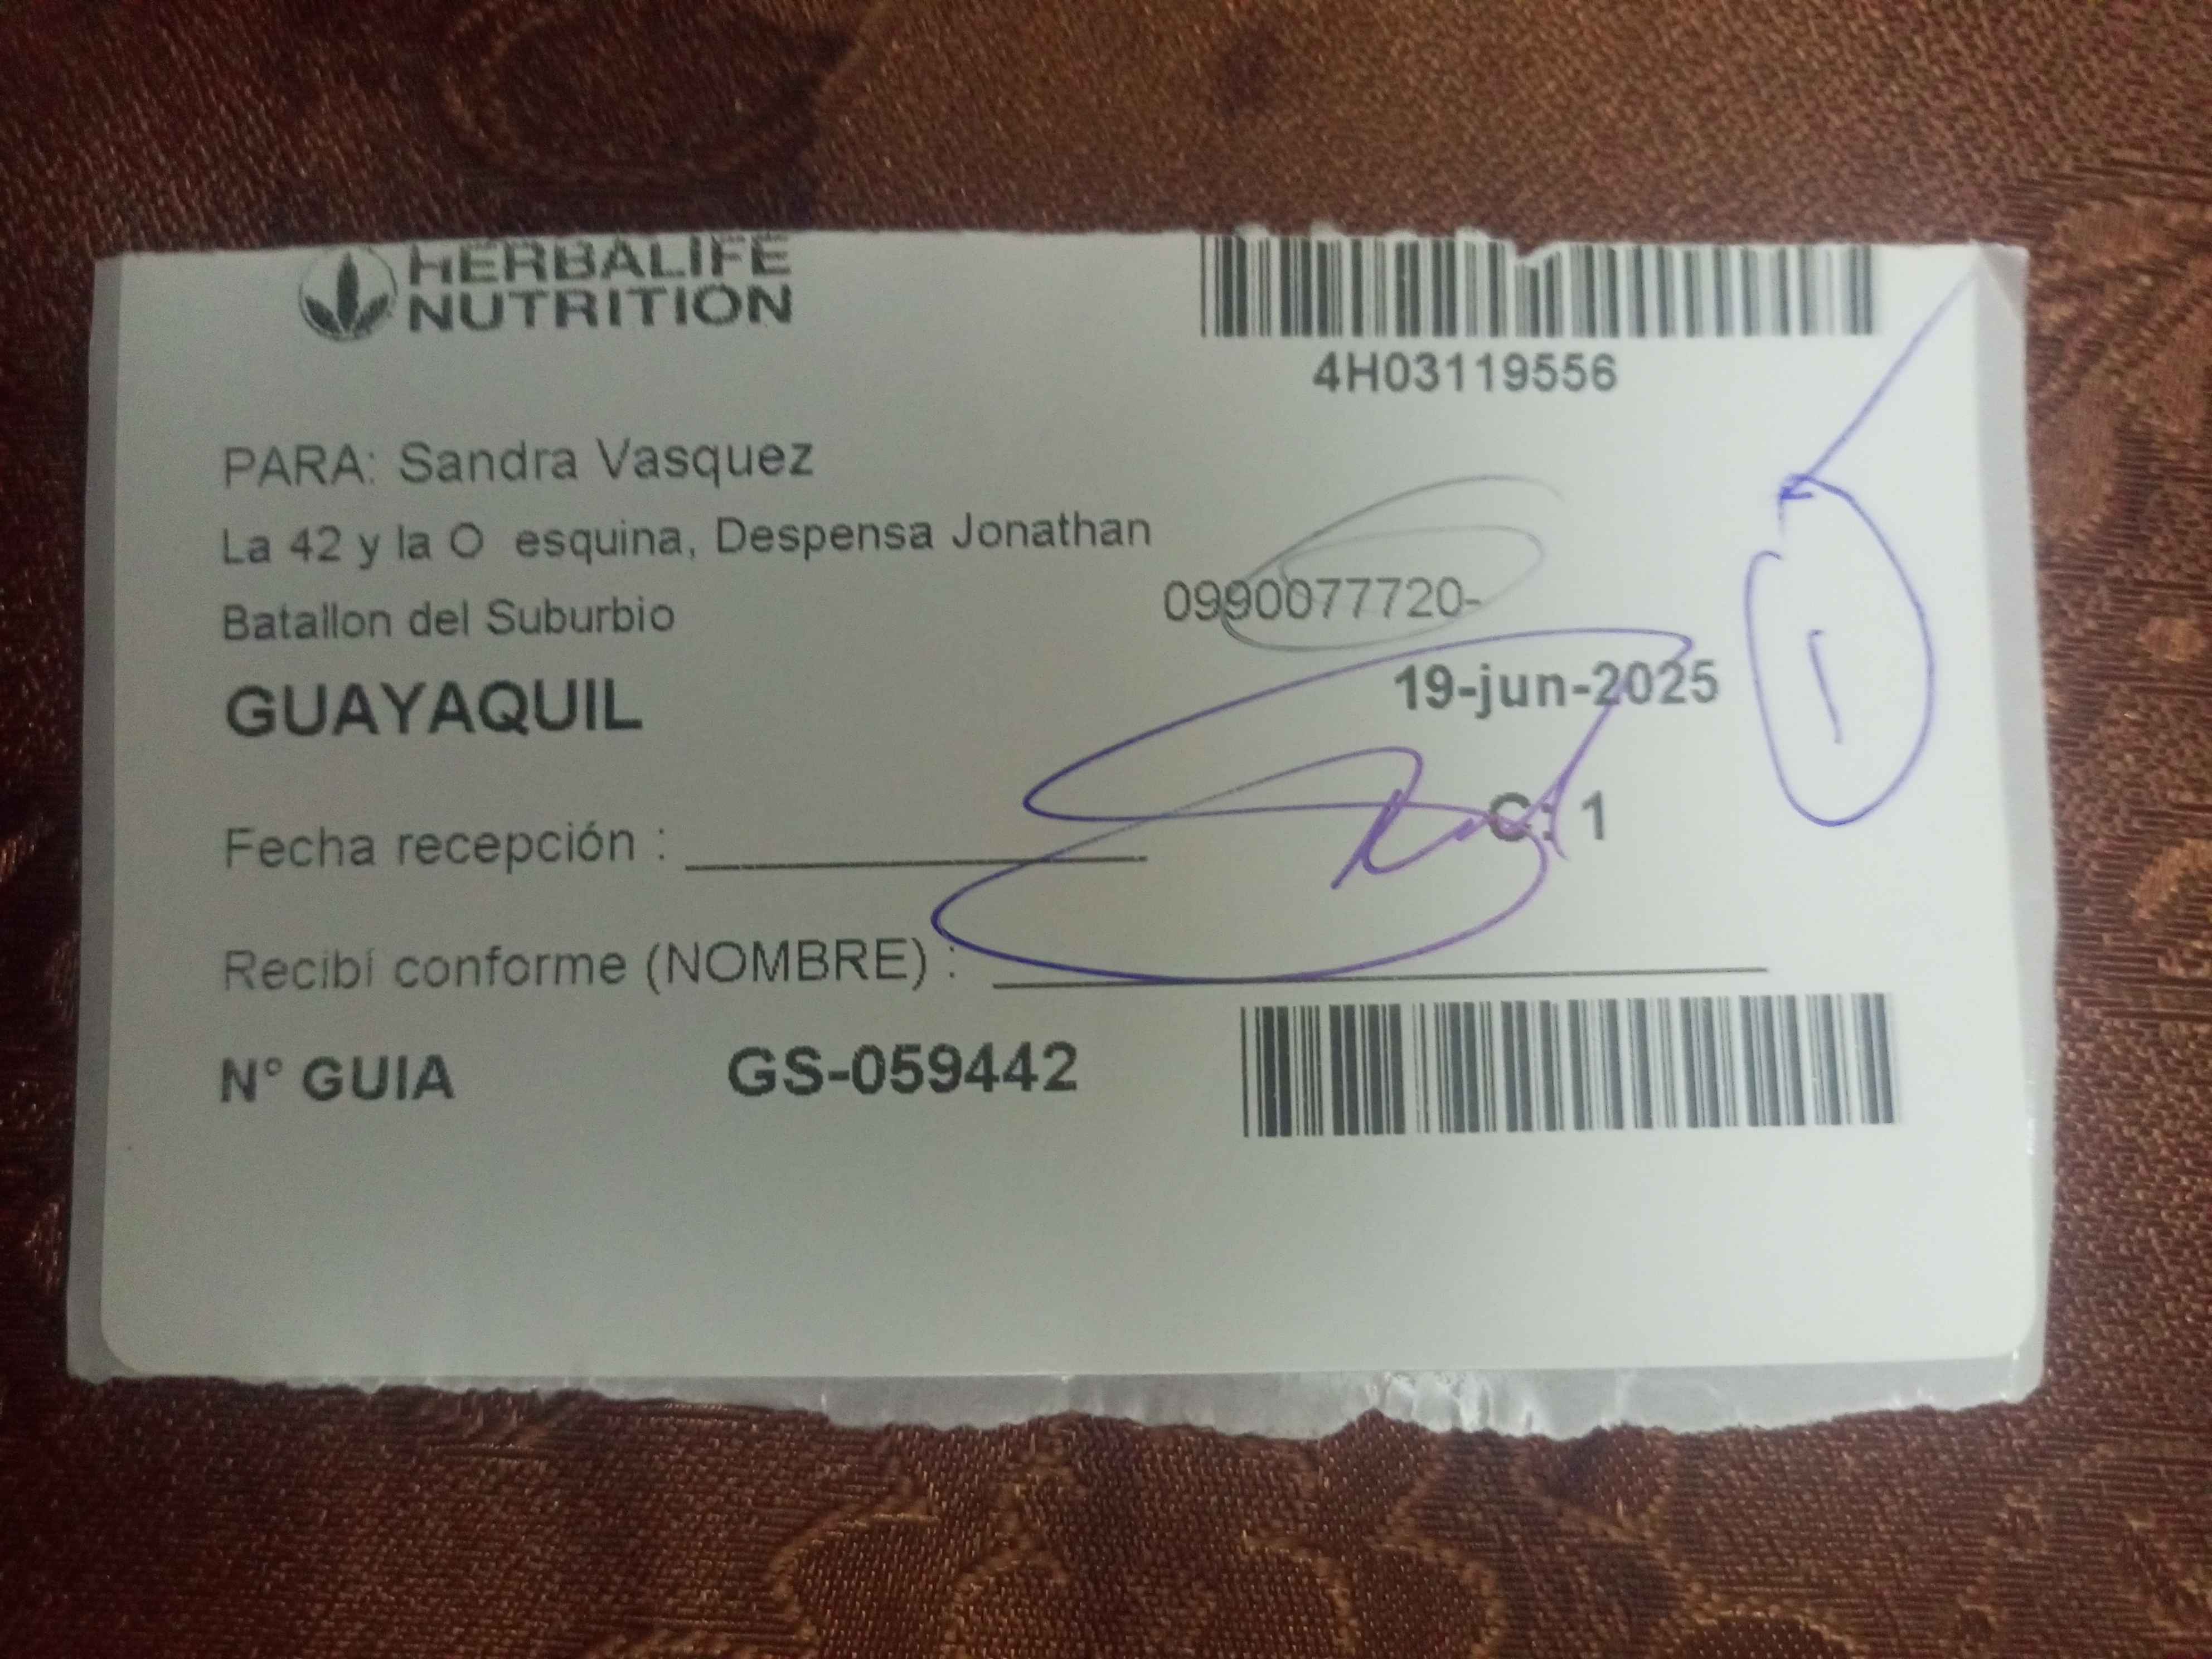 HERBALIFE
NUTRITION
4H03119556
PARA: Sandra Vasquez
La 42 y la O esquina, Despensa Jonathan
Batallon del Suburbio
0990077720-
GUAYAQUIL
19-jun-2025
1
C: 1
Fecha recepción :
Recibí conforme (NOMBRE) :
N° GUIA GS-059442